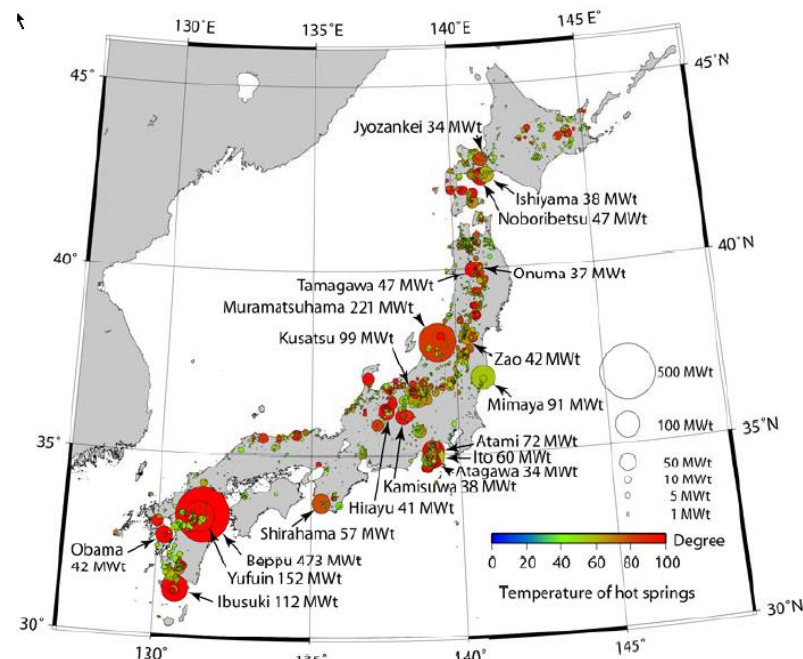 130°E
135°E
140°E
145°E
45°
45°N
Jyozankei 34 MWt
Ishiyama 38 MWt
Noboribetsu 47 MWt
40°
40°N
Tamagawa 47 MWt
Onuma 37 MWt
Muramatsuhama 221 MWt
Kusatsu 99 MWt
Zao 42 MWt
500 MWt
Mimaya 91 MWt
100 MWt
35°
35°N
Atami 72 MWt
Ito 60 MWt
Atagawa 34 MWt
50 MWt
10 MWt
5 MWt
1 MWt
Kamisuwa 38 MWt
Hirayu 41 MWt
Shirahama 57 MWt
Obama
42 MWt
Beppu 473 MWt
Yufuin 152 MWt
Ibusuki 112 MWt
Degree
0 20 40 60 80 100
Temperature of hot springs
30°
30°N
130°
135°
140°
145°